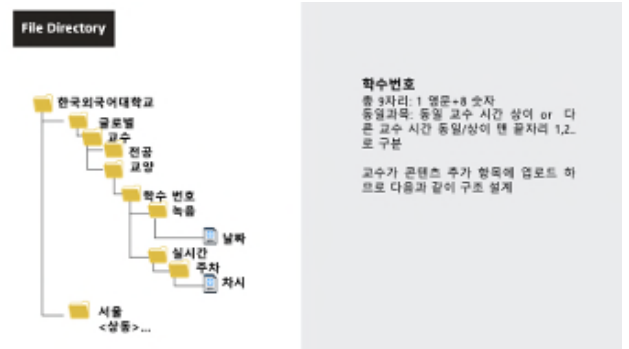 File Directory
한국외국어대학교
글로벌
교수
전공
교양
학수 번호
녹음
날짜
실시간
주차
차시
서울
<상동>...
학수번호
총 9자리: 1 영문+8 숫자
동일과목: 동일 교수 시간 상이 or 다
른 교수 시간 동일/상이 맨 끝자리 1,2..
로 구분
교수가 콘텐츠 추가 항목에 업로드 하
므로 다음과 같이 구조 설계